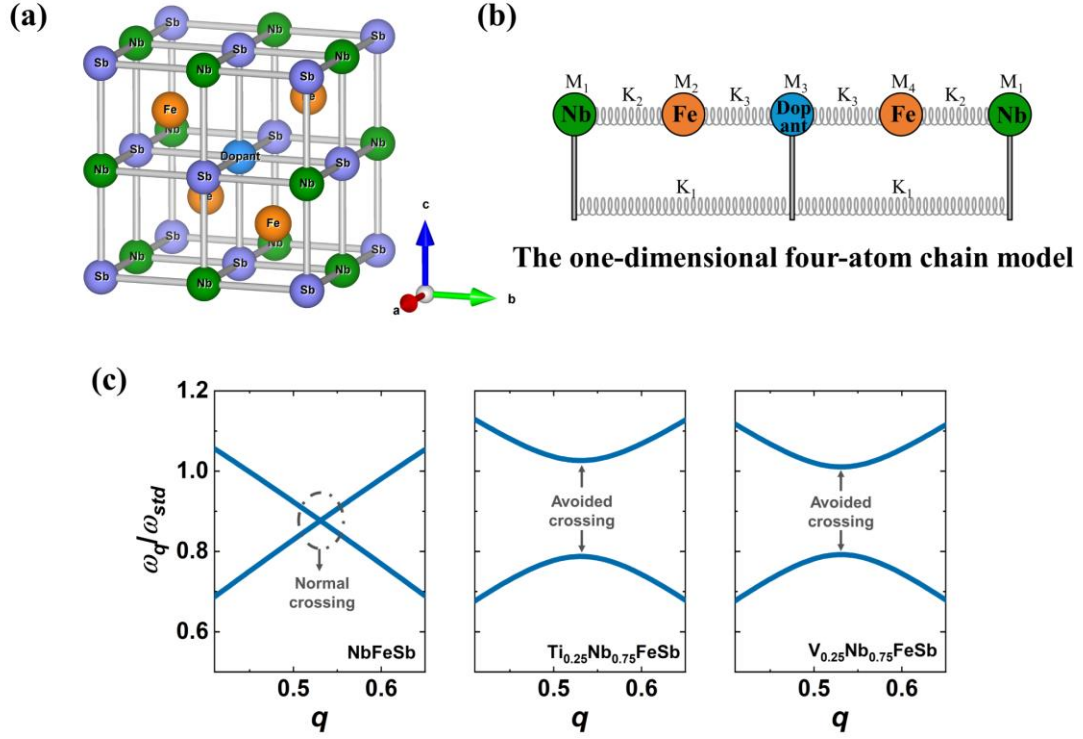 (a)
Sb
Nb
Sb
Nb
Sb
Nb
Sb
Nb
Sb
Fe
e
Nb
Sb
Nb
Sb
Dopant
Nb
Sb
Sb
Nb
e
Fe
Nb
Sb
Nb
Sb
Nb
Sb
Nb
Sb
c
a
b
(b)
M1 M2 M3 M4 M1
K2 K3 K3 K2
Nb Fe Dop Fe Nb
ant
K1 K1
The one-dimensional four-atom chain model
(c)
ωq/ωstd
1.2
1.0
0.8
0.6
Normal
crossing
NbFeSb
0.5 0.6
q
Avoided
crossing
Ti0.25Nb0.75FeSb
0.5 0.6
q
Avoided
crossing
V0.25Nb0.75FeSb
0.5 0.6
q